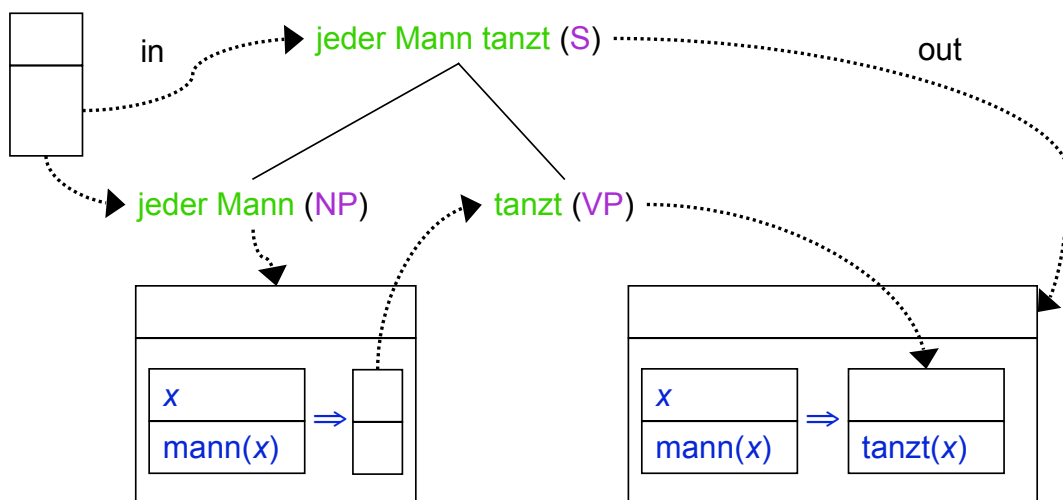 in
jeder Mann tanzt (S)
out
jeder Mann (NP)
tanzt (VP)
x
⇒
mann(x)
x
⇒
mann(x)
tanzt(x)